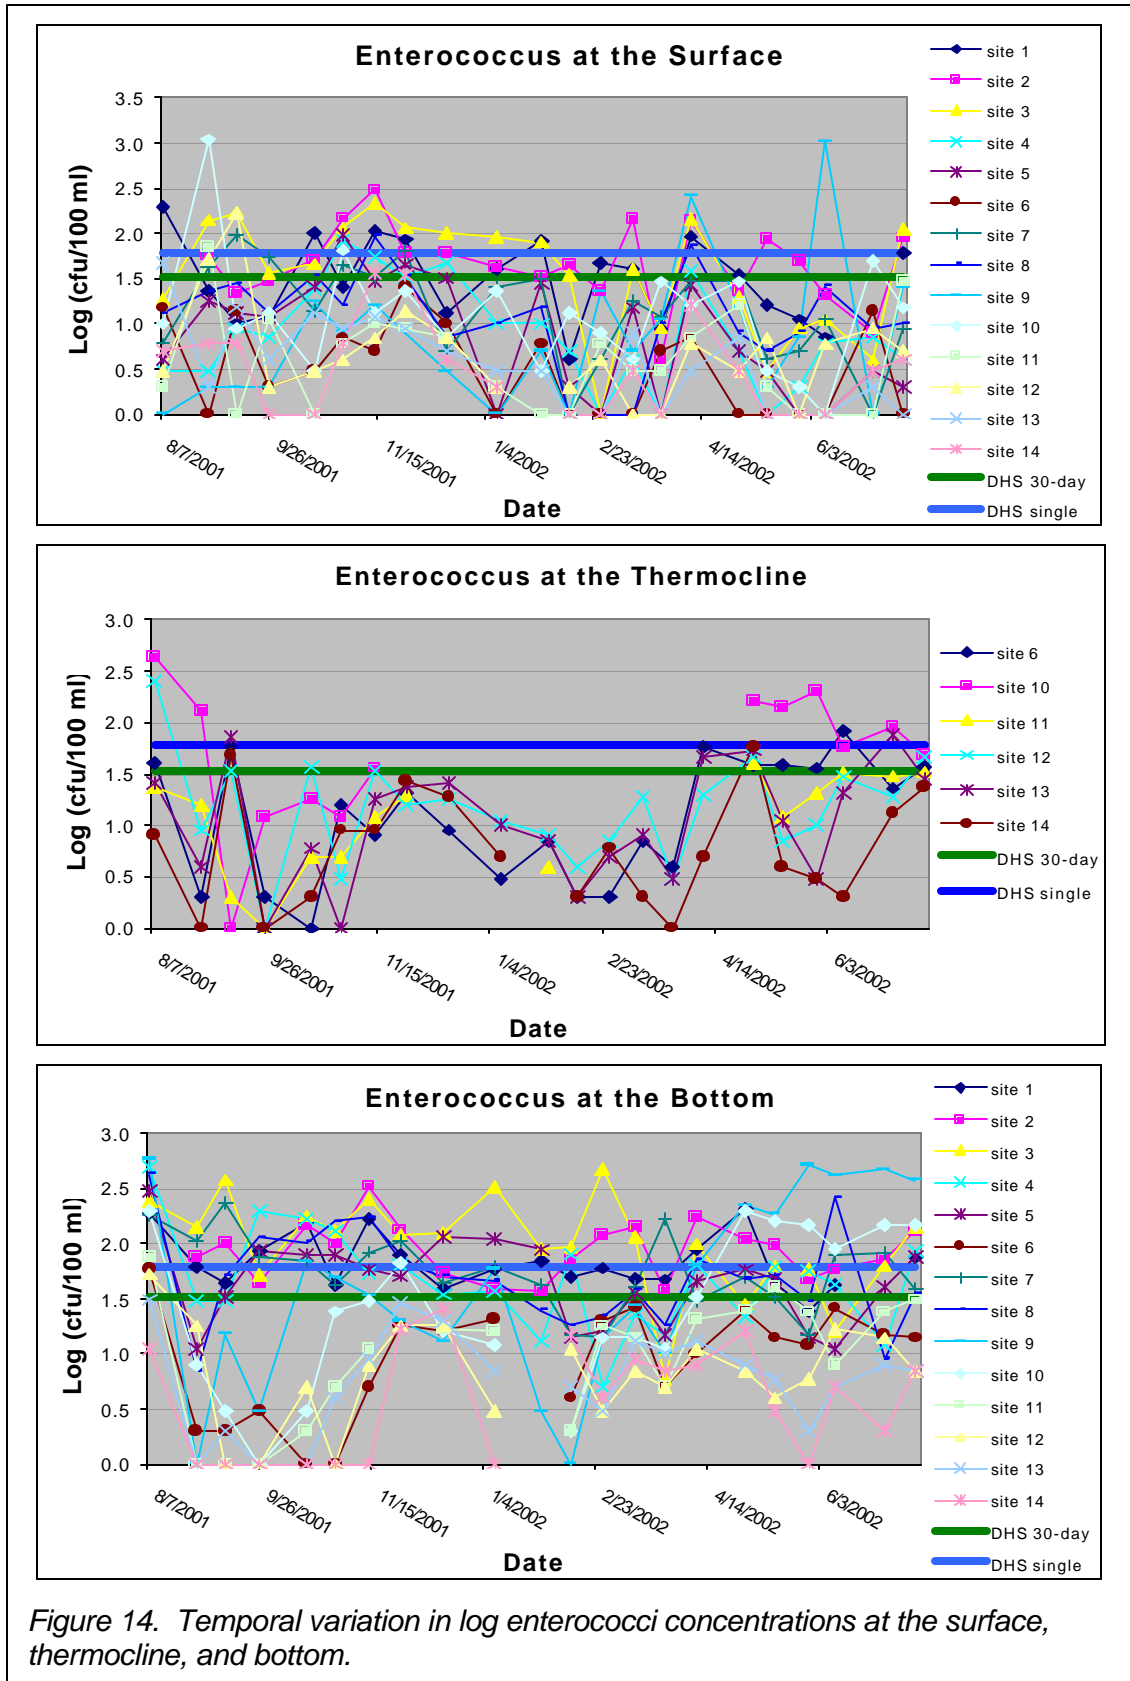 Enterococcus at the Surface
Log (cfu/100 ml)
3.5
3.0
2.5
2.0
1.5
1.0
0.5
0.0
8/7/2001
9/26/2001
11/15/2001
1/4/2002
2/23/2002
4/14/2002
6/3/2002
Date
site 1
site 2
site 3
site 4
site 5
site 6
site 7
site 8
site 9
site 10
site 11
site 12
site 13
site 14
DHS 30-day
DHS single
Enterococcus at the Thermocline
Log (cfu/100 ml)
3.0
2.5
2.0
1.5
1.0
0.5
0.0
8/7/2001
9/26/2001
11/15/2001
1/4/2002
2/23/2002
4/14/2002
6/3/2002
Date
site 6
site 10
site 11
site 12
site 13
site 14
DHS 30-day
DHS single
Enterococcus at the Bottom
Log (cfu/100 ml)
3.0
2.5
2.0
1.5
1.0
0.5
0.0
8/7/2001
9/26/2001
11/15/2001
1/4/2002
2/23/2002
4/14/2002
6/3/2002
Date
site 1
site 2
site 3
site 4
site 5
site 6
site 7
site 8
site 9
site 10
site 11
site 12
site 13
site 14
DHS 30-day
DHS single
Figure 14. Temporal variation in log enterococci concentrations at the surface,
thermocline, and bottom.